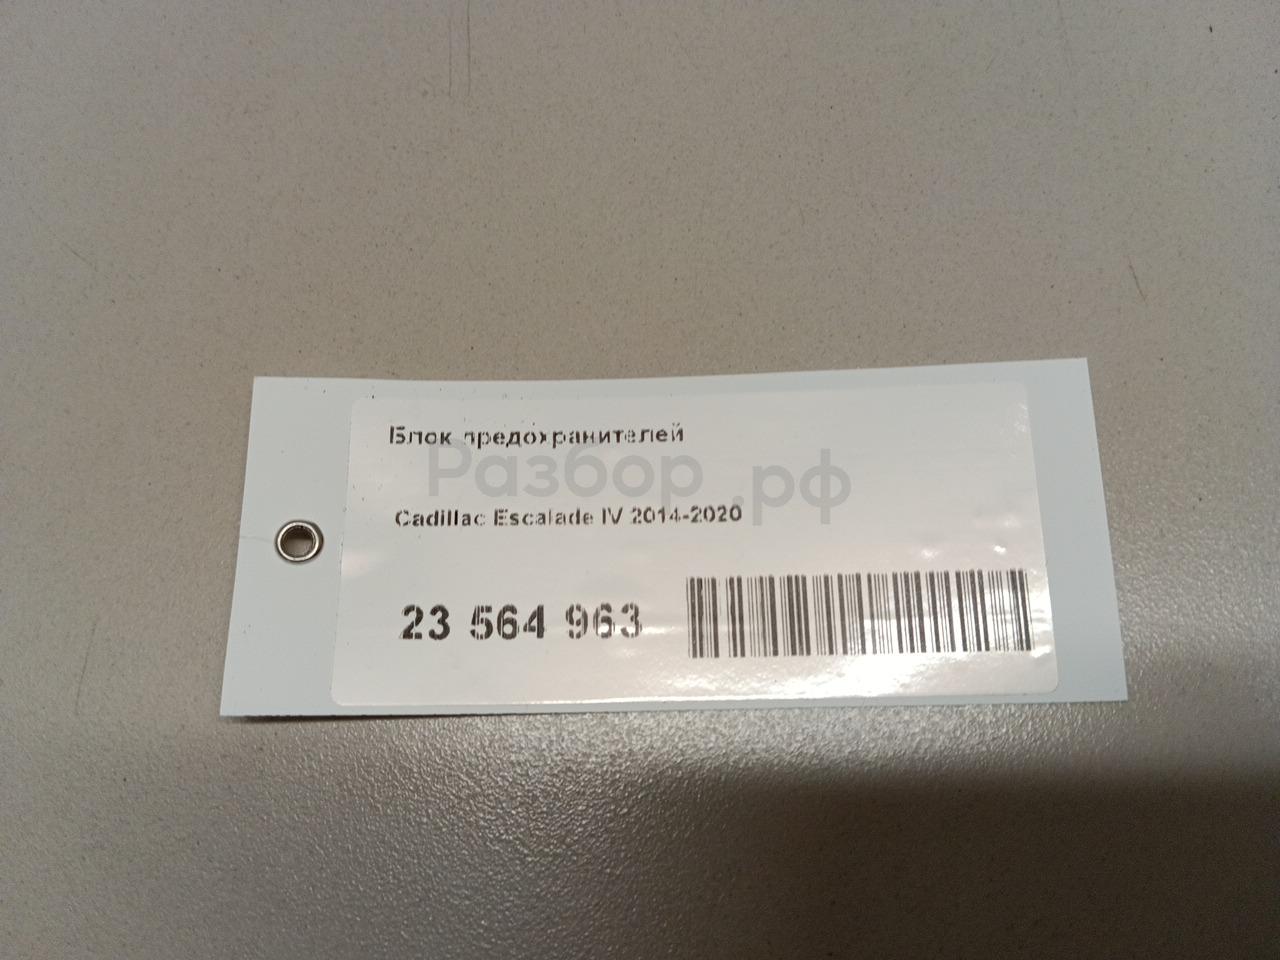 Блок предохранителей
Разбор.рф
Cadillac Escalade IV 2014-2020
23 564 963